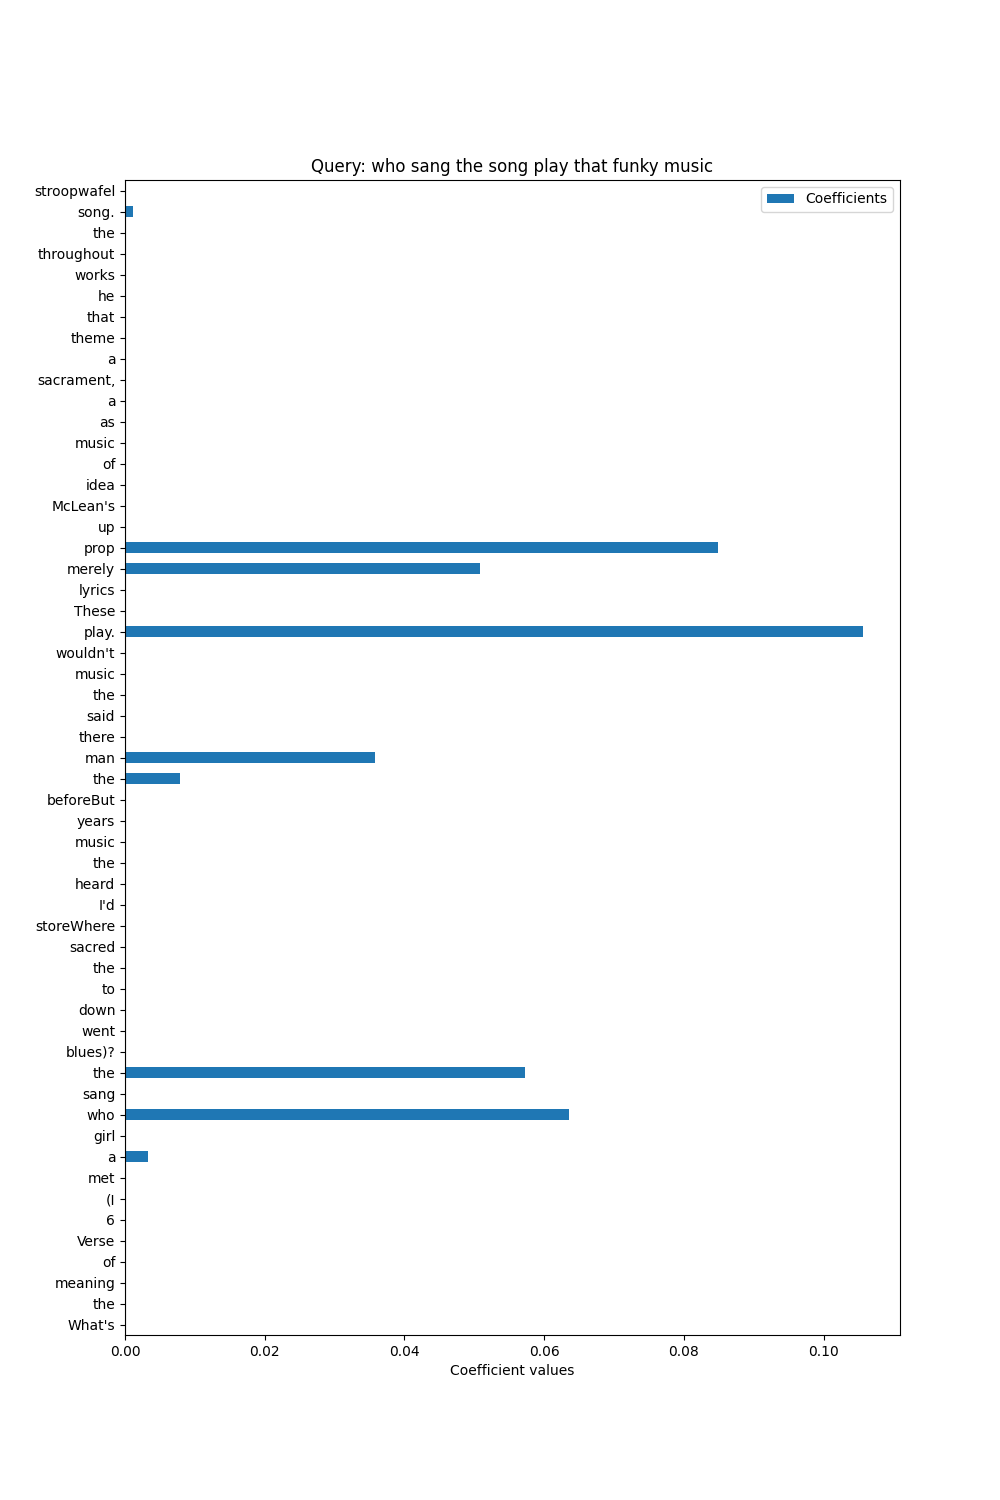 Query: who sang the song play that funky music
Coefficients
stroopwafel
song.
the
throughout
works
he
that
theme
a
sacrament,
a
as
music
of
idea
McLean's
up
prop
merely
lyrics
These
play.
wouldn't
music
the
said
there
man
the
beforeBut
years
music
the
heard
I'd
storeWhere
sacred
the
to
down
went
blues)?
the
sang
who
girl
a
met
(I
6
Verse
of
meaning
the
What's
0.00 0.02 0.04 0.06 0.08 0.10
Coefficient values